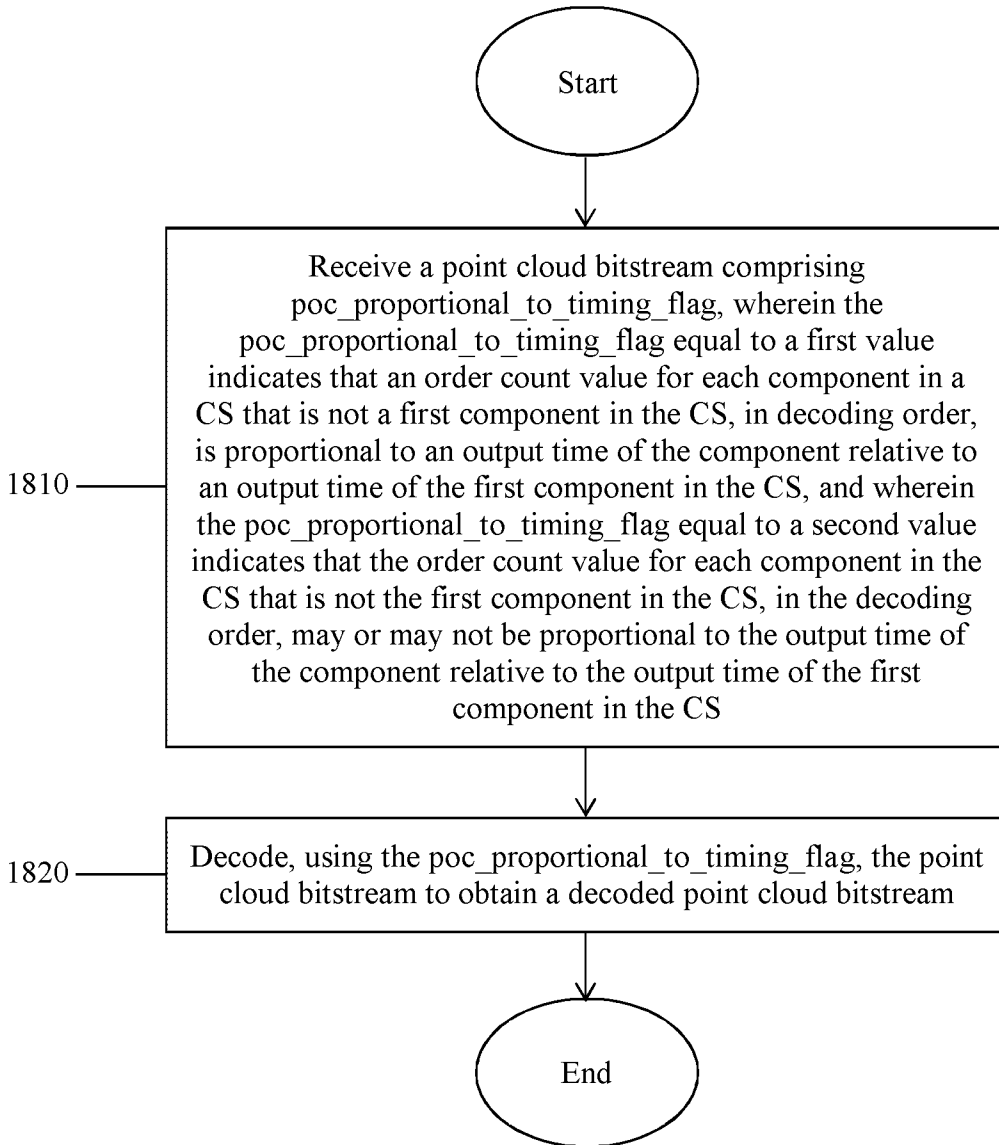 Start
Receive a point cloud bitstream comprising
poc_proportional_to_timing_flag, wherein the
poc_proportional_to_timing_flag equal to a first value
indicates that an order count value for each component in a
CS that is not a first component in the CS, in decoding order,
is proportional to an output time of the component relative to
1810
an output time of the first component in the CS, and wherein
the poc_proportional_to_timing_flag equal to a second value
indicates that the order count value for each component in the
CS that is not the first component in the CS, in the decoding
order, may or may not be proportional to the output time of
the component relative to the output time of the first
component in the CS
1820
Decode, using the poc_proportional_to_timing_flag, the point
cloud bitstream to obtain a decoded point cloud bitstream
End